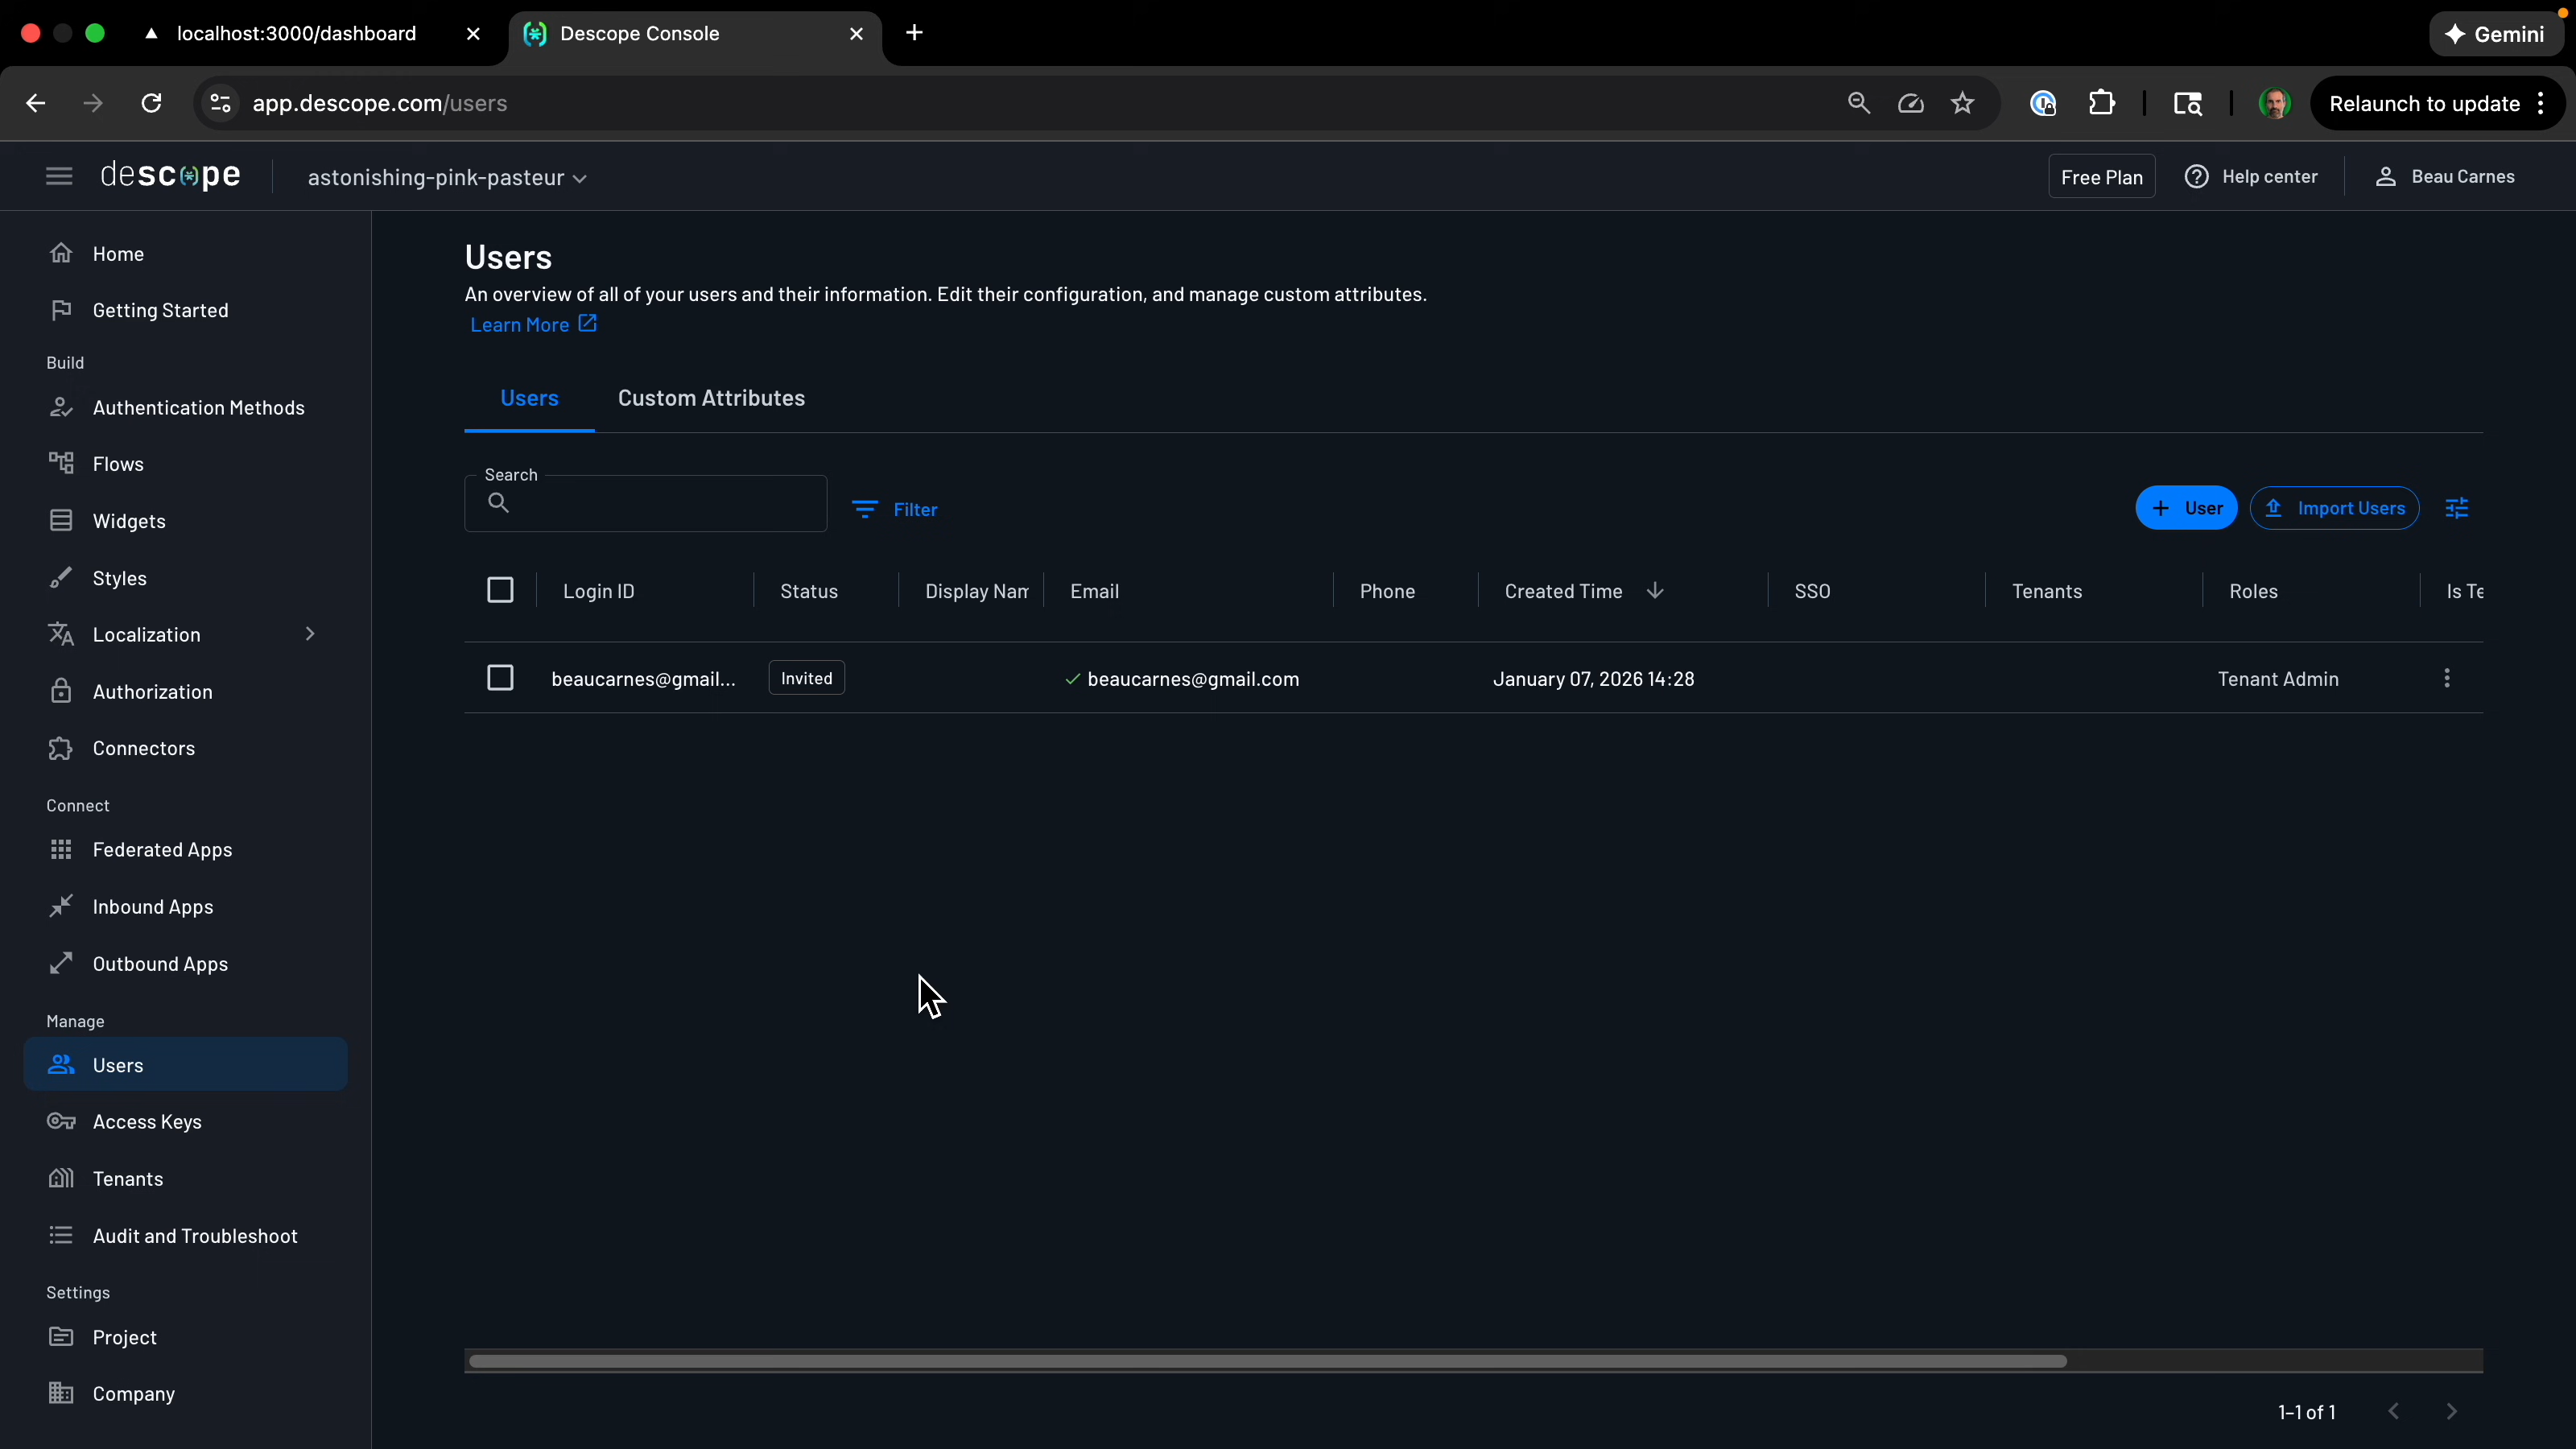 localhost:3000/dashboard
Descope Console
Gemini
app.descope.com/users
Relaunch to update
descope
astonishing-pink-pasteur
Free Plan
Help center
Beau Carnes
Home
Getting Started
Build
Authentication Methods
Flows
Widgets
Styles
Localization
Authorization
Connectors
Connect
Federated Apps
Inbound Apps
Outbound Apps
Manage
Users
Access Keys
Tenants
Audit and Troubleshoot
Settings
Project
Company
Users
An overview of all of your users and their information. Edit their configuration, and manage custom attributes.
Learn More
Users Custom Attributes
Search
Filter
+ User
Import Users
Login ID Status Display Nam Email Phone Created Time SSO Tenants Roles Is Te
beaucarnes@gmail... Invited beaucarnes@gmail.com January 07, 2026 14:28 Tenant Admin
1-1 of 1